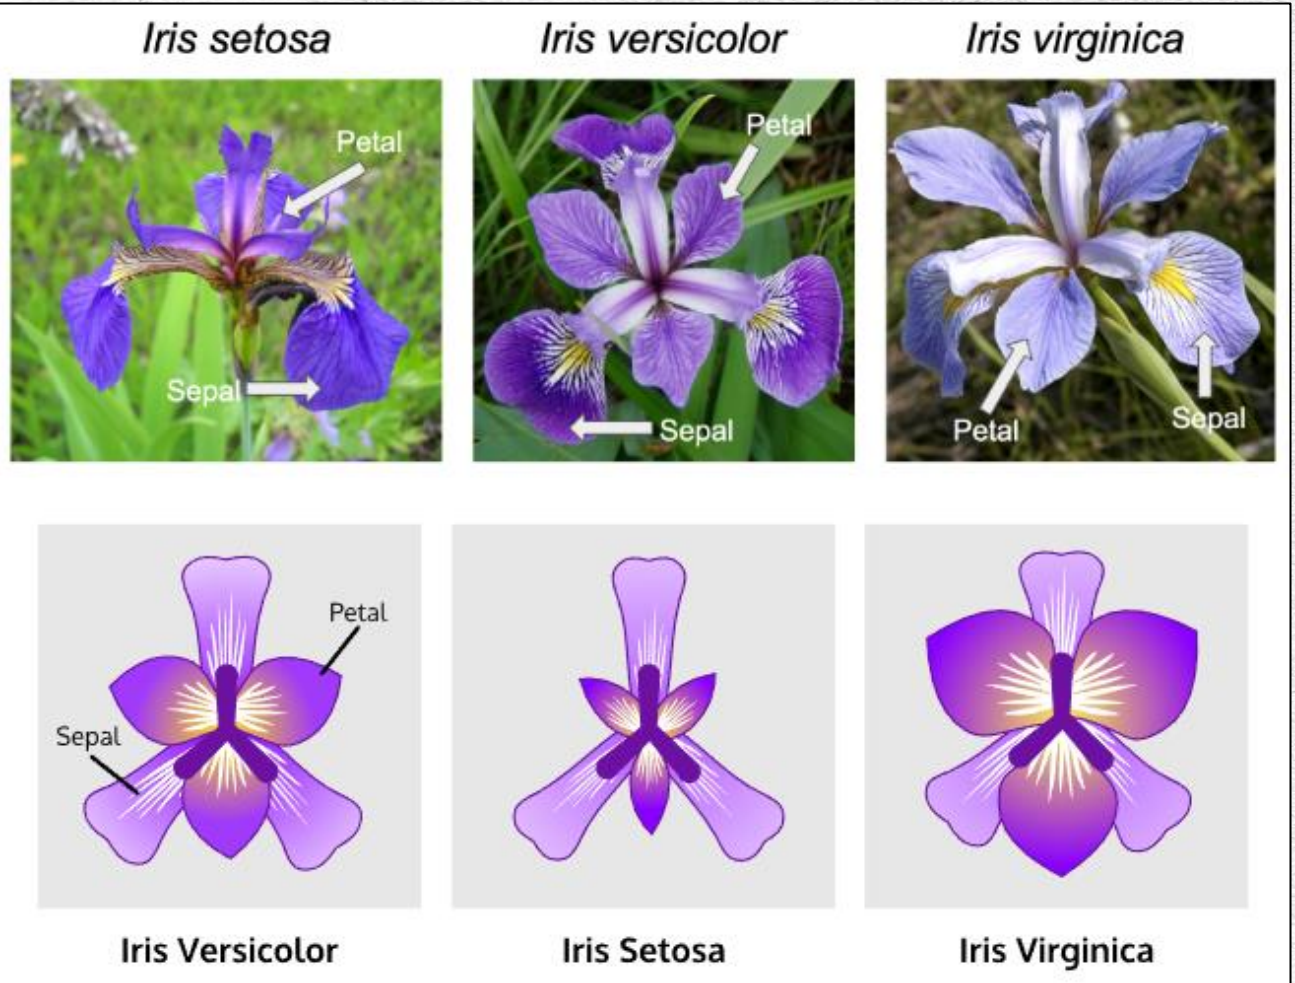 Iris setosa
Iris versicolor
Iris virginica
Petal
Sepal
Petal
Sepal
Petal
Sepal
Petal
Sepal
Iris Versicolor
Iris Setosa
Iris Virginica